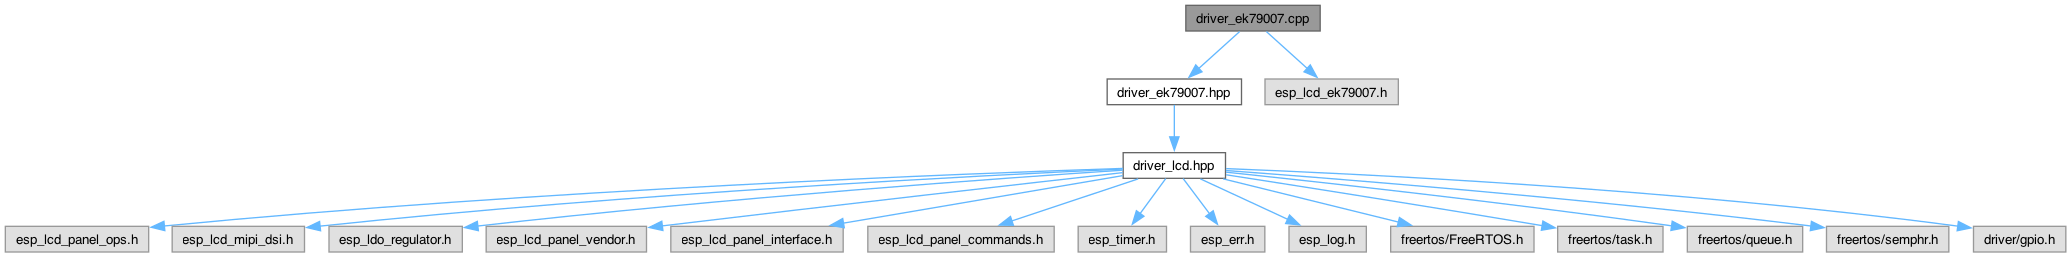 driver_ek79007.cpp
driver_ek79007.hpp
esp_lcd_ek79007.h
driver_lcd.hpp
esp_lcd_panel_ops.h
esp_lcd_mipi_dsi.h
esp_ldo_regulator.h
esp_lcd_panel_vendor.h
esp_lcd_panel_interface.h
esp_lcd_panel_commands.h
esp_timer.h
esp_err.h
esp_log.h
freertos/FreeRTOS.h
freertos/task.h
freertos/queue.h
freertos/semphr.h
driver/gpio.h